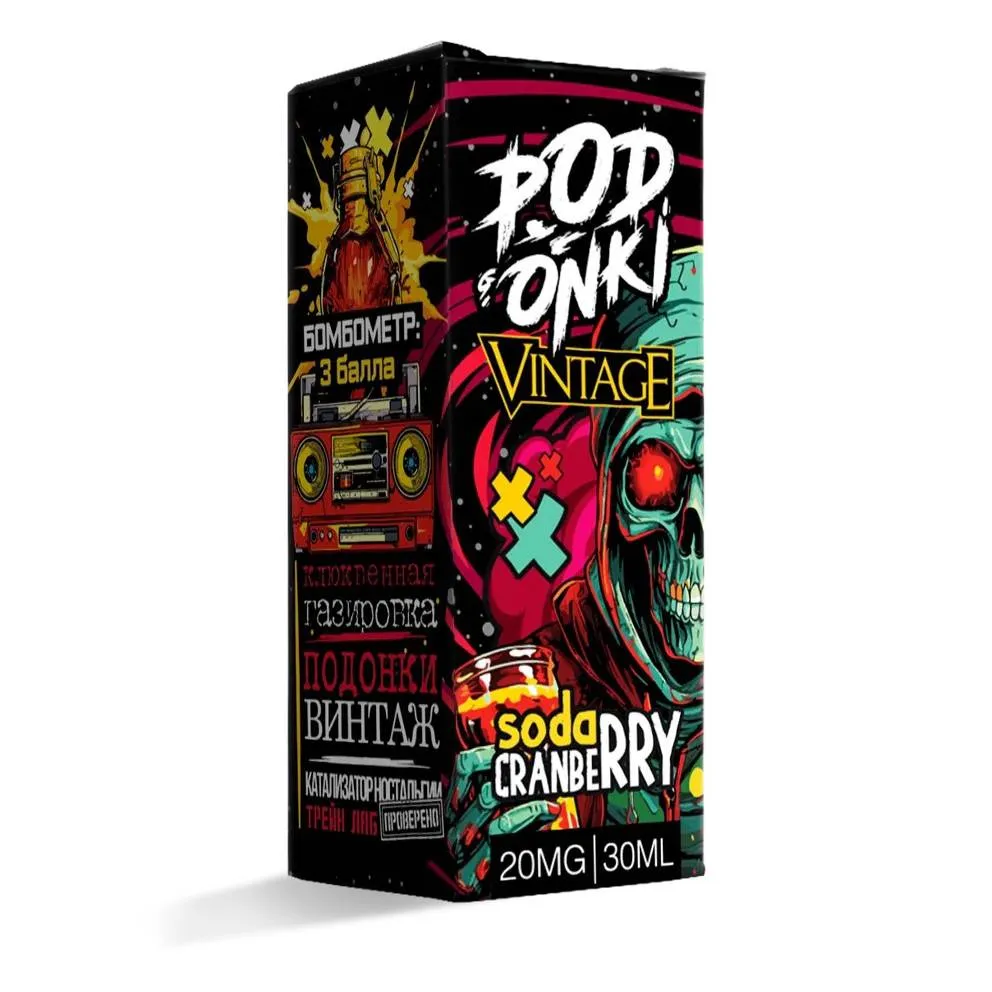 БОМБОМЕТР:
3 балла
клюквенная
газировка
ПОДОНКИ
ВИНТАЖ
КАТАЛИЗАТОР НОСТАЛЬГИИ
ТРЕЙН ЛАБ ПРОВЕРЕНО
POD
ONKI
VINTAGE
soda
CRANBERRY
20MG|30ML